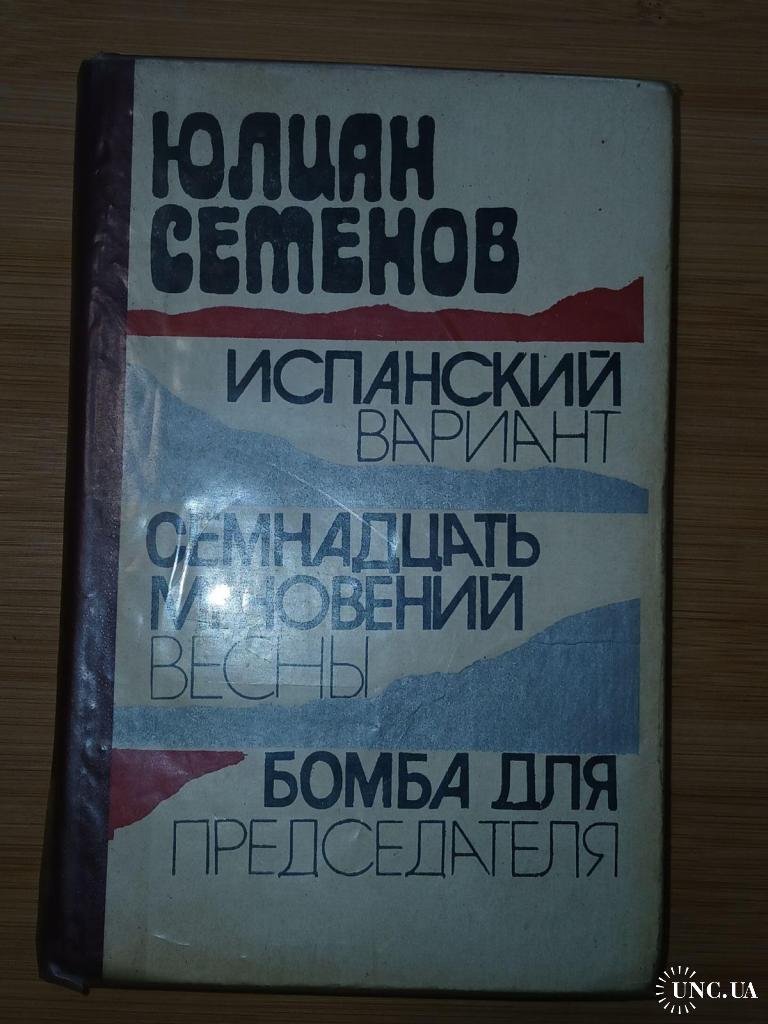 ЮЛИАН
СЕМЕНОВ
ИСПАНСКИЙ
ВАРИАНТ
СЕМНАДЦАТЬ
МГНОВЕНИЙ
ВЕСНЫ
БОМБА ДЛЯ
ПРЕДСЕДАТЕЛЯ
UNC.UA